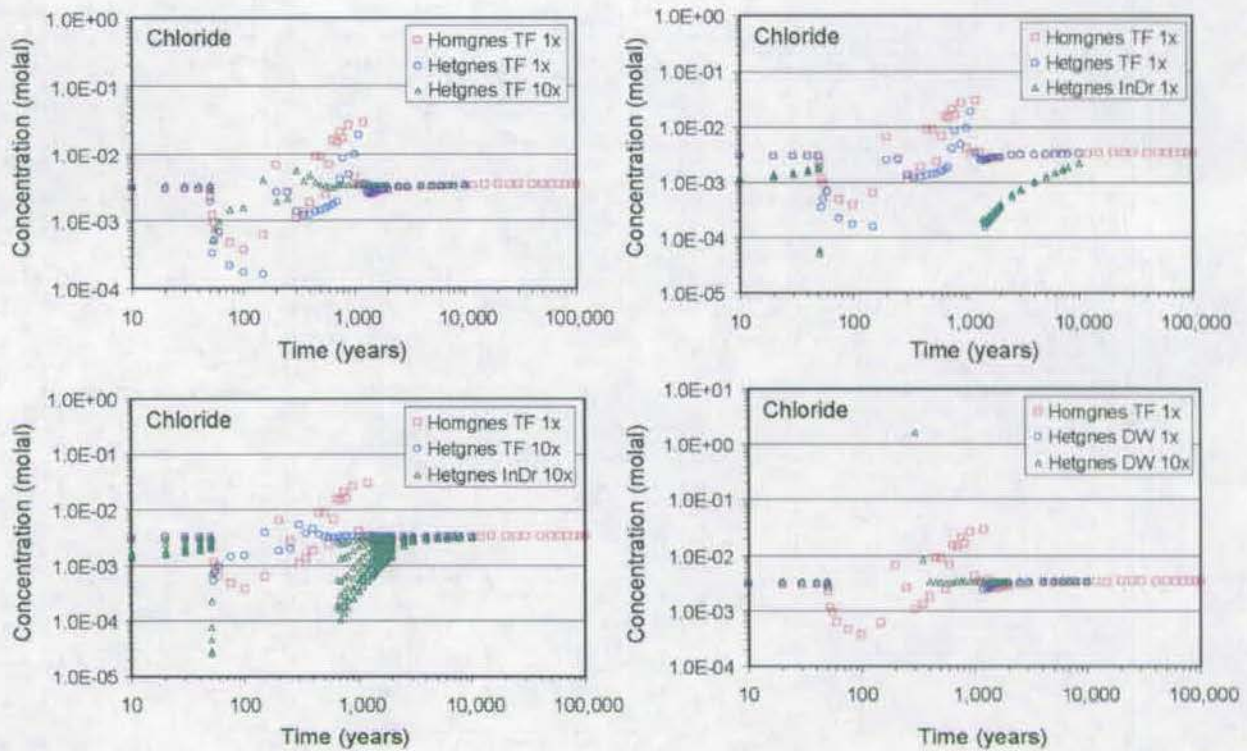 Chloride
Homgnes TF 1x
Hetgnes TF 1x
Hetgnes TF 10x
Concentration (molal)
1.0E+00
1.0E-01
1.0E-02
1.0E-03
1.0E-04
10
100
1,000
10,000
100,000
Time (years)
Chloride
Homgnes TF 1x
Hetgnes TF 1x
Hetgnes InDr 1x
Concentration (molal)
1.0E+00
1.0E-01
1.0E-02
1.0E-03
1.0E-04
1.0E-05
10
100
1,000
10,000
100,000
Time (years)
Chloride
Homgnes TF 1x
Hetgnes TF 10x
Hetgnes InDr 10x
Concentration (molal)
1.0E+00
1.0E-01
1.0E-02
1.0E-03
1.0E-04
1.0E-05
10
100
1,000
10,000
100,000
Time (years)
Chloride
Homgnes TF 1x
Hetgnes DW 1x
Hetgnes DW 10x
Concentration (molal)
1.0E+01
1.0E+00
1.0E-01
1.0E-02
1.0E-03
1.0E-04
10
100
1,000
10,000
100,000
Time (years)